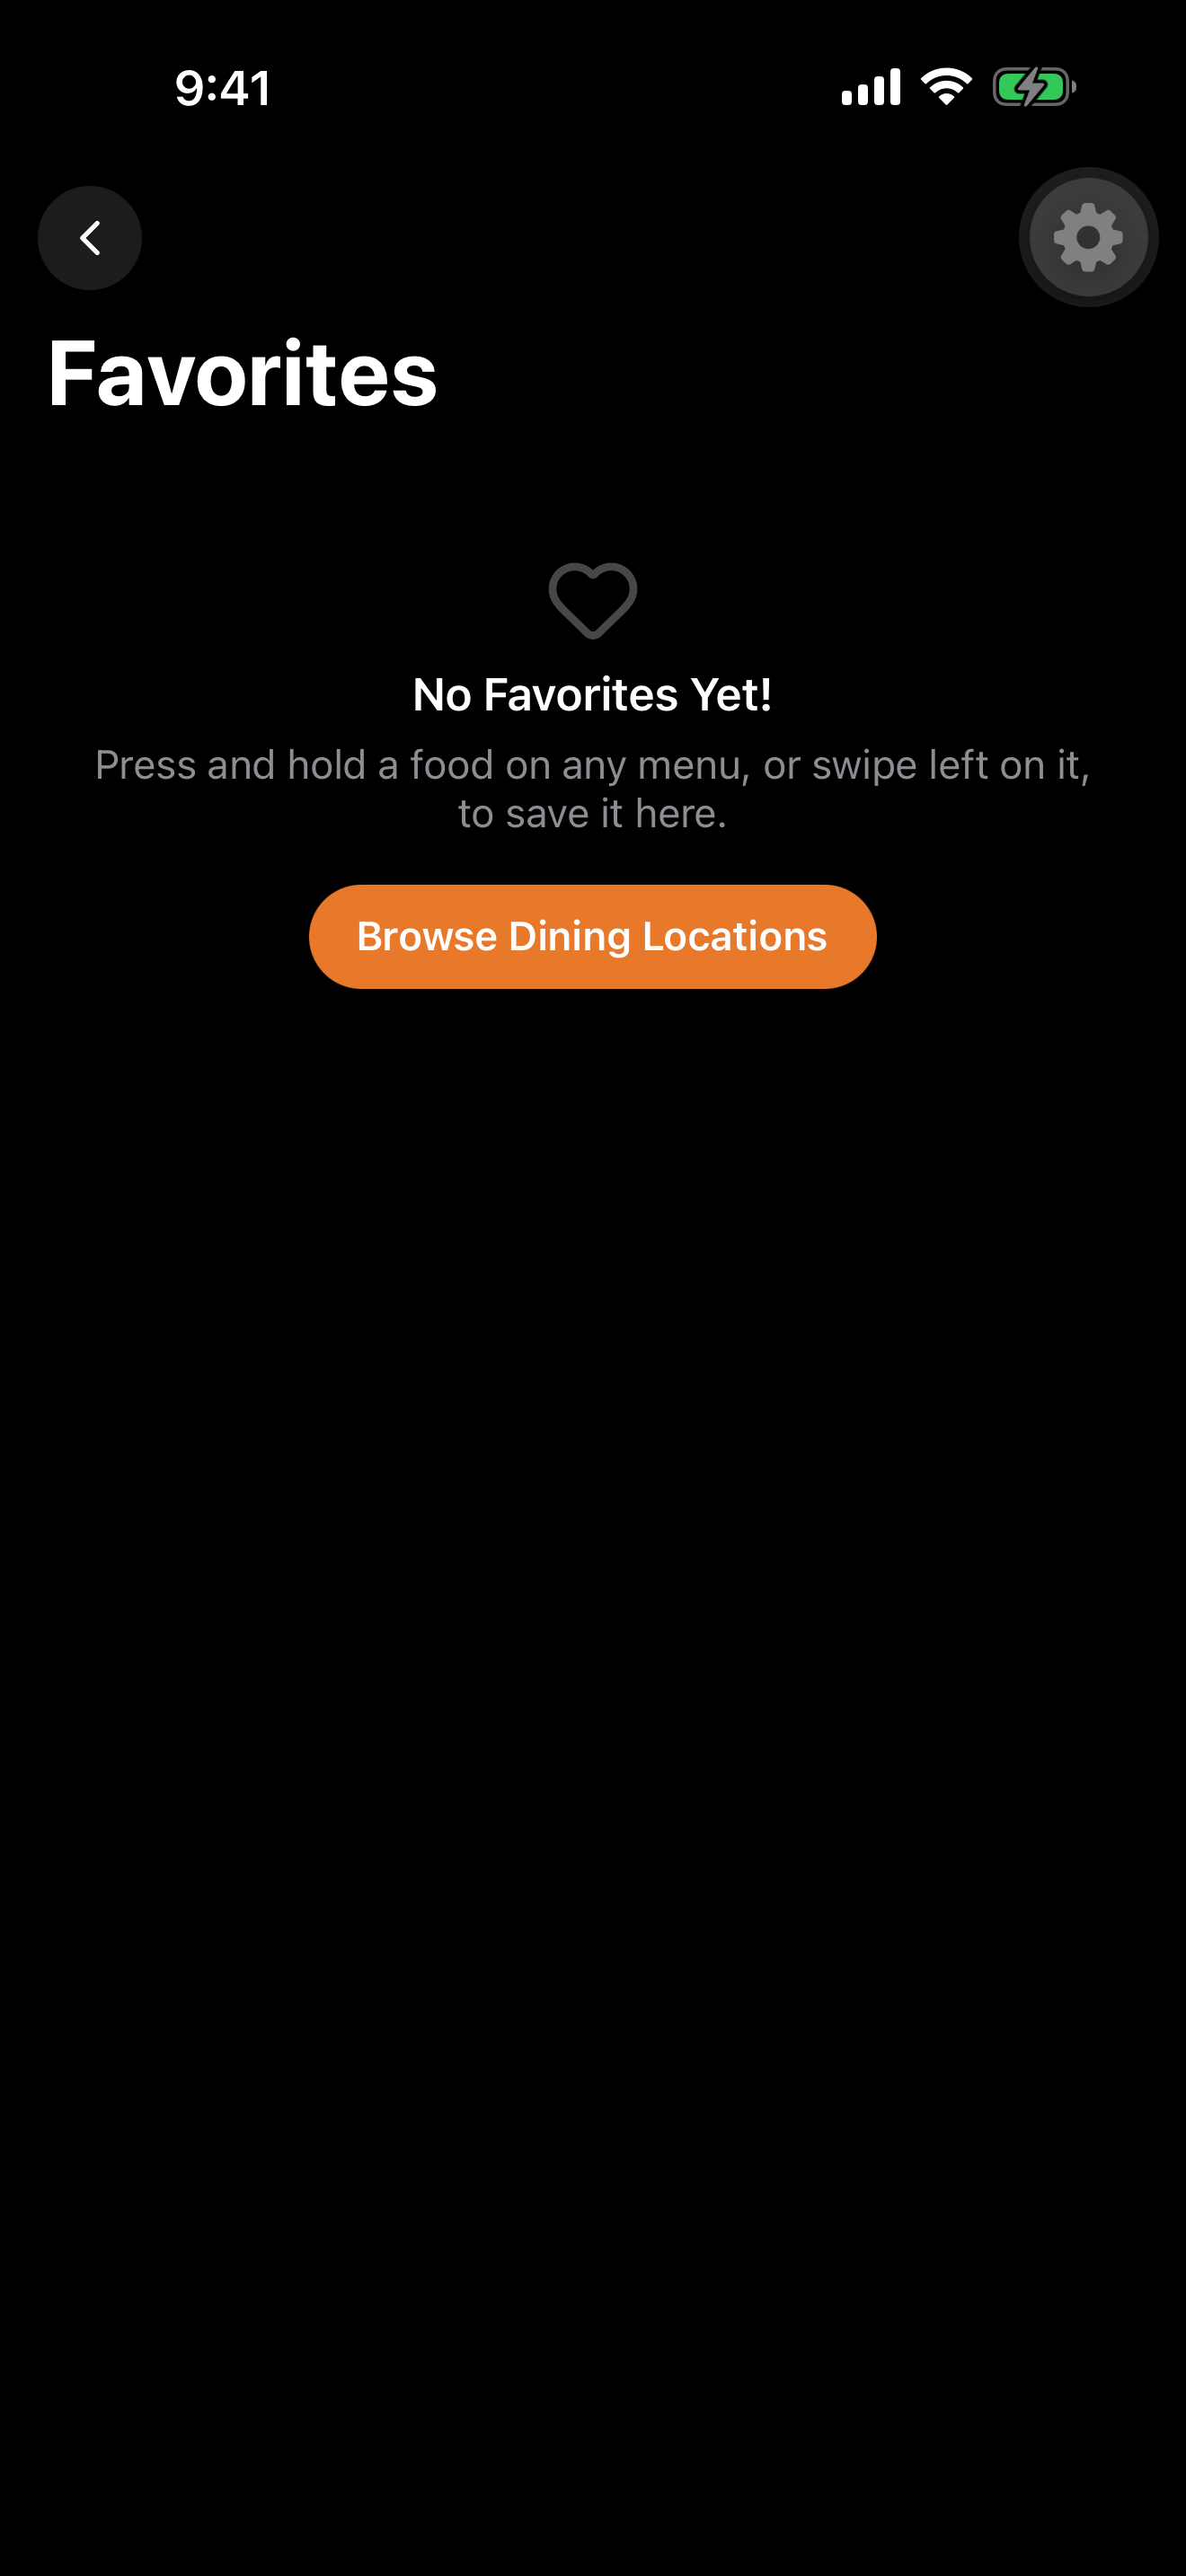 9:41
Favorites
No Favorites Yet!
Press and hold a food on any menu, or swipe left on it,
to save it here.
Browse Dining Locations